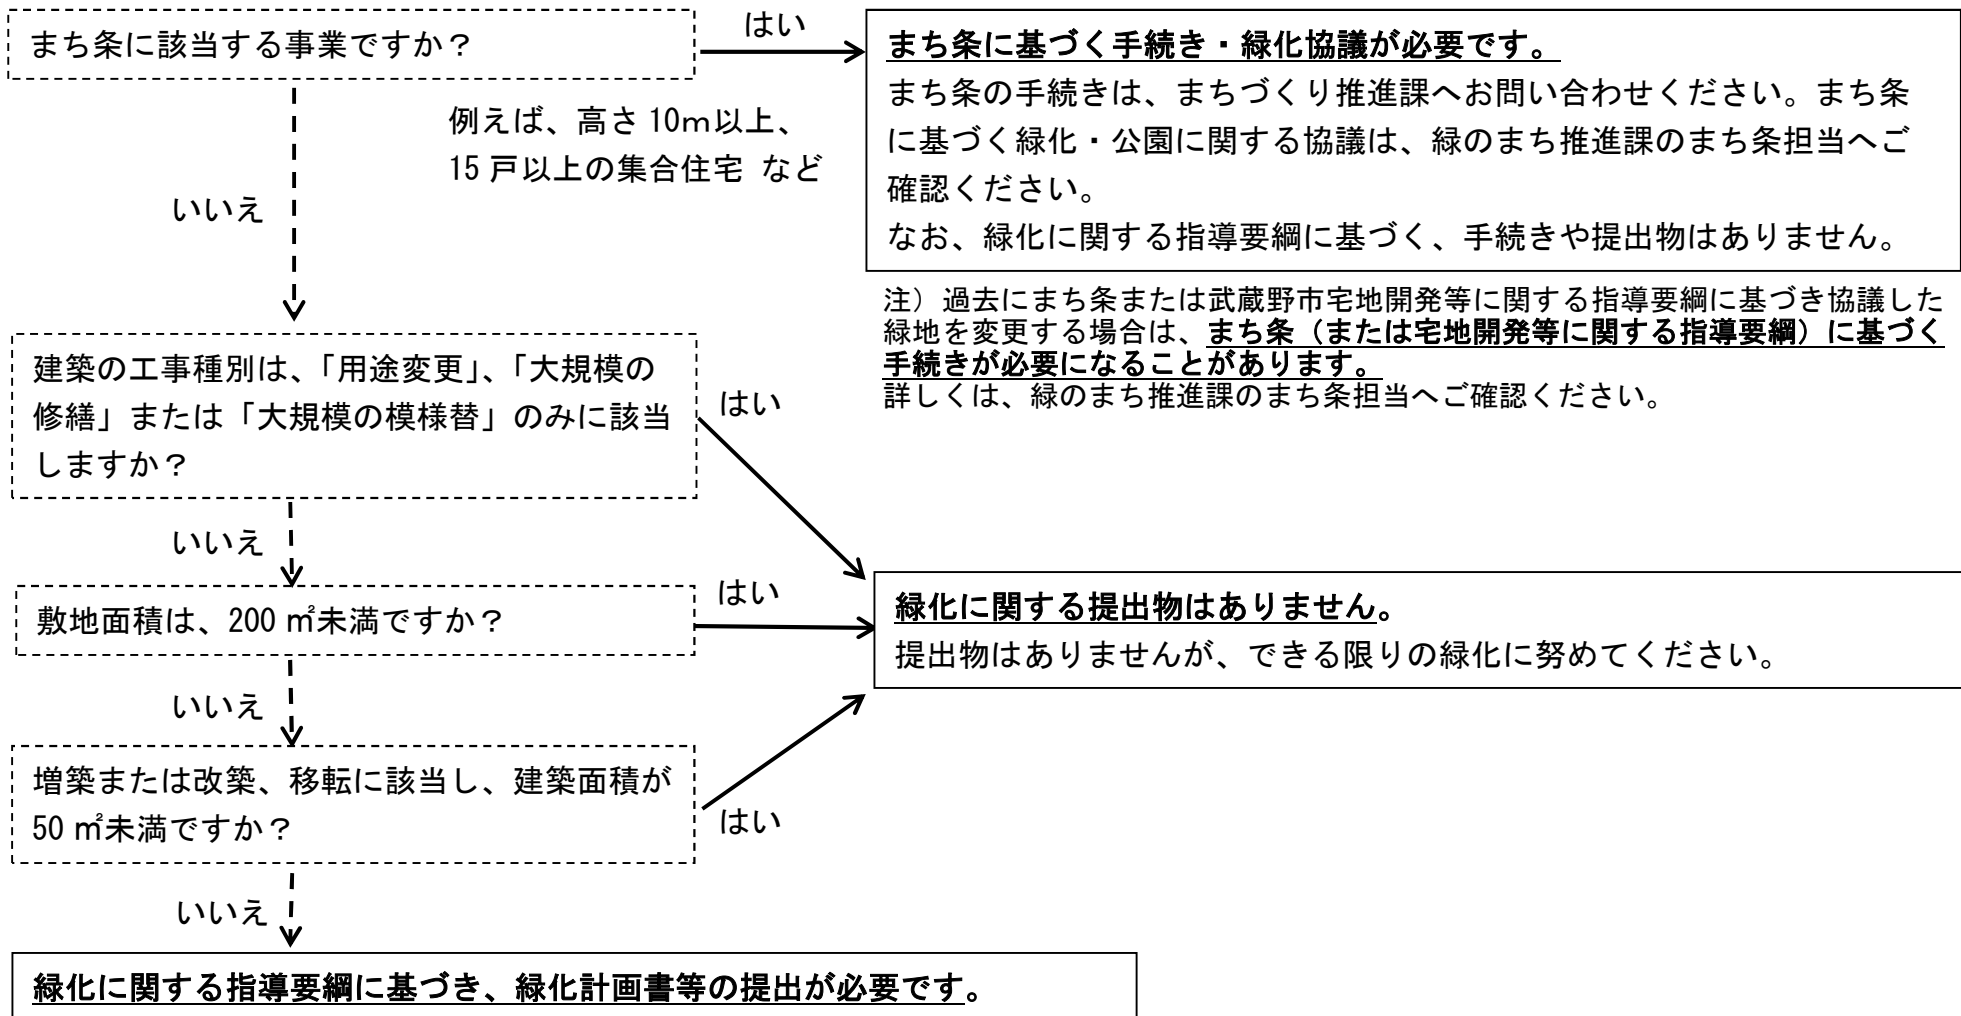 まち条に該当する事業ですか？
はい
まち条に基づく手続き・緑化協議が必要です。
まち条の手続きは、まちづくり推進課へお問い合わせください。まち条
に基づく緑化・公園に関する協議は、緑のまち推進課のまち条担当へご
確認ください。
なお、緑化に関する指導要綱に基づく、手続きや提出物はありません。
例えば、高さ 10ｍ以上、
15 戸以上の集合住宅 など
いいえ
注）過去にまち条または武蔵野市宅地開発等に関する指導要綱に基づき協議した
緑地を変更する場合は、まち条（または宅地開発等に関する指導要綱）に基づく
手続きが必要になることがあります。
詳しくは、緑のまち推進課のまち条担当へご確認ください。
建築の工事種別は、「用途変更」、「大規模の
修繕」または「大規模の模様替」のみに該当
しますか？
はい
いいえ
敷地面積は、200 ㎡未満ですか？
はい
緑化に関する提出物はありません。
提出物はありませんが、できる限りの緑化に努めてください。
いいえ
増築または改築、移転に該当し、建築面積が
50 ㎡未満ですか？
はい
いいえ
緑化に関する指導要綱に基づき、緑化計画書等の提出が必要です。